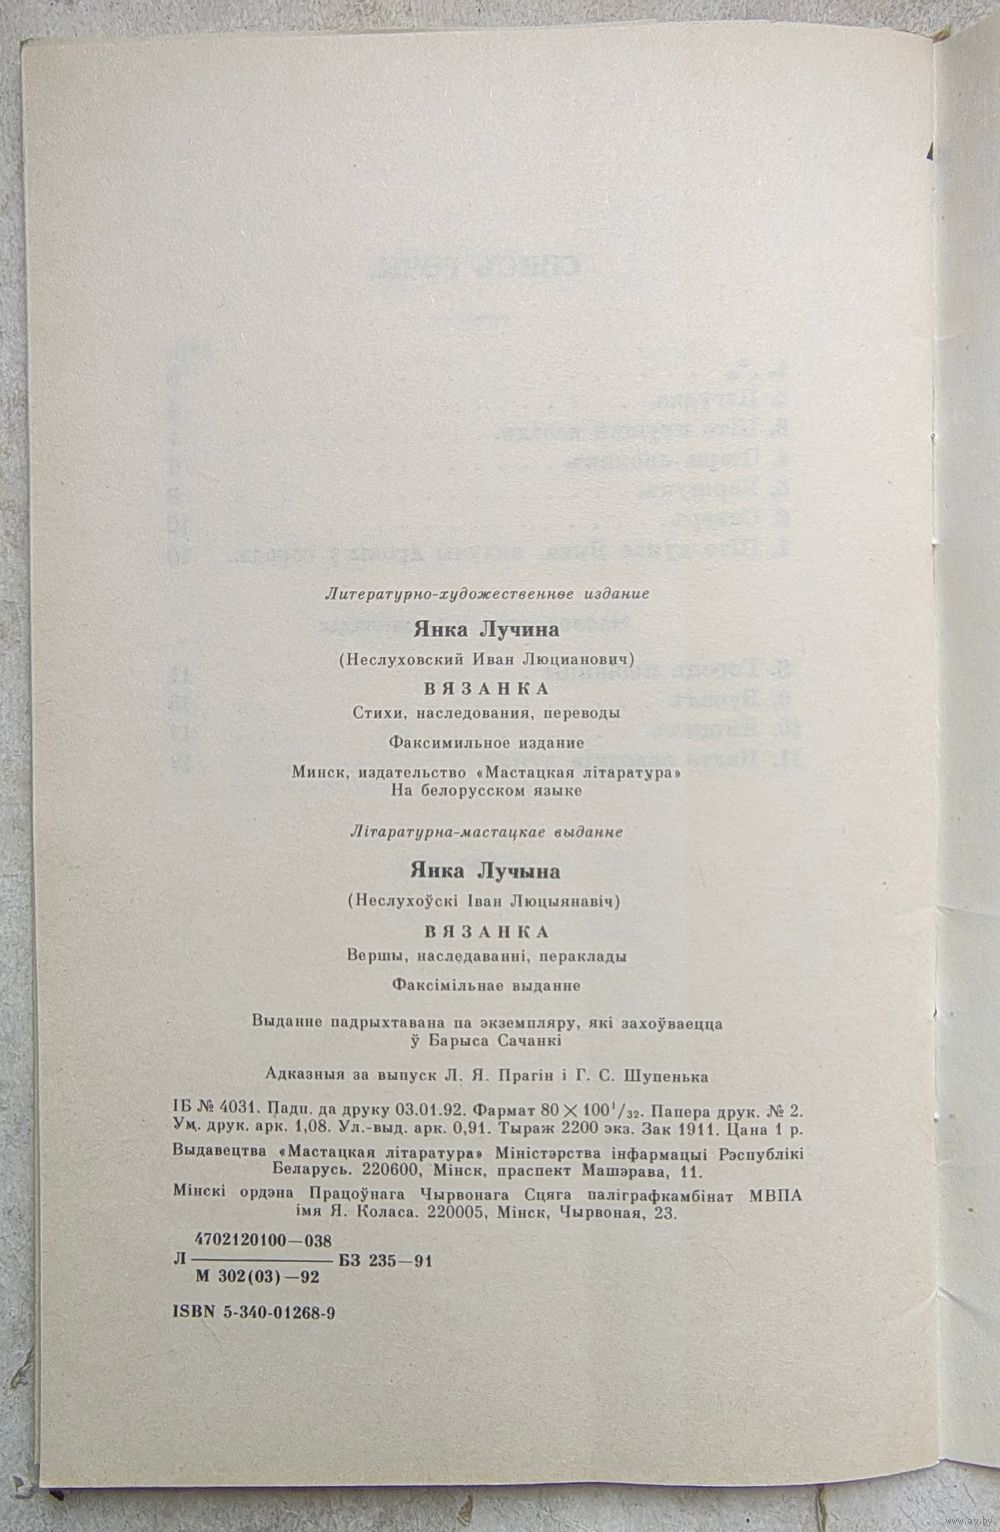 Литературно-художественное издание
Янка Лучина
(Неслуховский Иван Люцианович)
ВЯЗАНКА
Стихи, наследования, переводы
Факсимильное издание
Минск, издательство «Мастацкая літаратура»
На белорусском языке
Літаратурна-мастацкае выданне
Янка Лучына
(Неслухоўскі Іван Люцыянавіч)
ВЯЗАНКА
Вершы, наследаванні, пераклады
Факсімільнае выданне
Выданне падрыхтавана па экземпляру, які захоўваецца
ў Барыса Сачанкі
Адказныя за выпуск Л. Я. Прагін і Г. С. Шупенька
ІБ № 4031. Падп. да друку 03.01.92. Фармат 80 × 100¹/₃₂. Папера друк. № 2.
Ум. друк. арк. 1,08. Ул.-выд. арк. 0,91. Тыраж 2200 экз. Зак 1911. Цана 1 р.
Выдавецтва «Мастацкая літаратура» Міністэрства інфармацыі Рэспублікі
Беларусь. 220600, Мінск, праспект Машэрава, 11.
Мінскі ордэна Працоўнага Чырвонага Сцяга паліграфкамбінат МВПА
імя Я. Коласа. 220005, Мінск, Чырвоная, 23.
4702120100—038
Л ———— БЗ 235—91
М 302(03)—92
ISBN 5-340-01268-9
www.ay.by